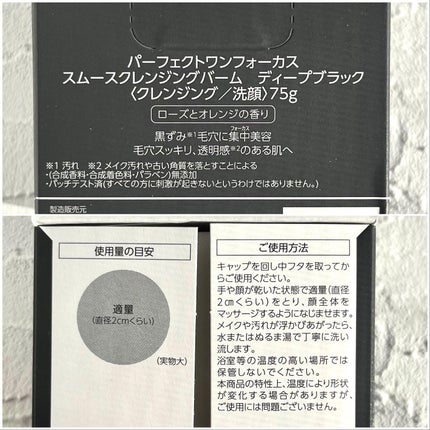 パーフェクトワンフォーカス
スムースクレンジングバーム　ディープブラック
〈クレンジング／洗顔〉75g
ローズとオレンジの香り
フォーカス
黒ずみ※1毛穴に集中美容
毛穴スッキリ、透明感※2のある肌へ
※1 汚れ　※2 メイク汚れや古い角質を落とすことによる
・(合成香料・合成着色料・パラベン)無添加
・パッチテスト済(すべての方に刺激が起きないというわけではありません。)
製造販売元
使用量の目安
適量
(直径2cmくらい)
(実物大)
ご使用方法
キャップを回し中フタを取ってか
らご使用ください。
手や顔が乾いた状態で適量(直径
2cmくらい)をとり、顔全体を
マッサージするようになじませます。
メイクや汚れが浮かびあがったら、
水またはぬるま湯で丁寧に洗い
流します。
浴室等の温度の高い場所では
保管しないでください。
本商品の特性上、温度により形状
が変化する場合がありますが、
ご使用には問題ございません。